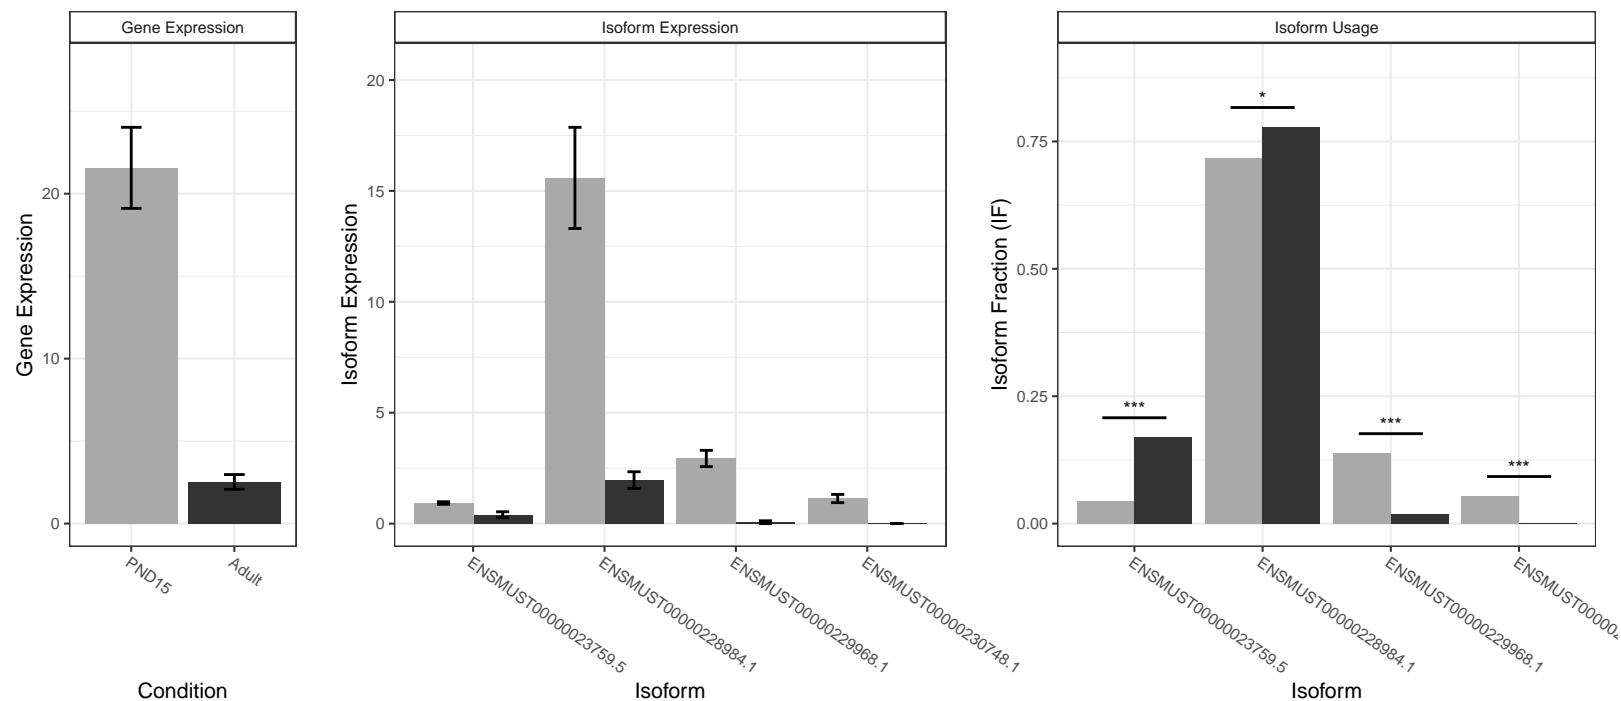 Gene Expression
Gene Expression
20
10
0
PND15
Adult
Condition
Isoform Expression
Isoform Expression
20
15
10
5
0
ENSMUST00000023759.5
ENSMUST00000228984.1
ENSMUST00000229968.1
ENSMUST00000230748.1
Isoform
Isoform Usage
Isoform Fraction (IF)
0.75
0.50
0.25
0.00
***
*
***
***
ENSMUST00000023759.5
ENSMUST00000228984.1
ENSMUST00000229968.1
Isoform